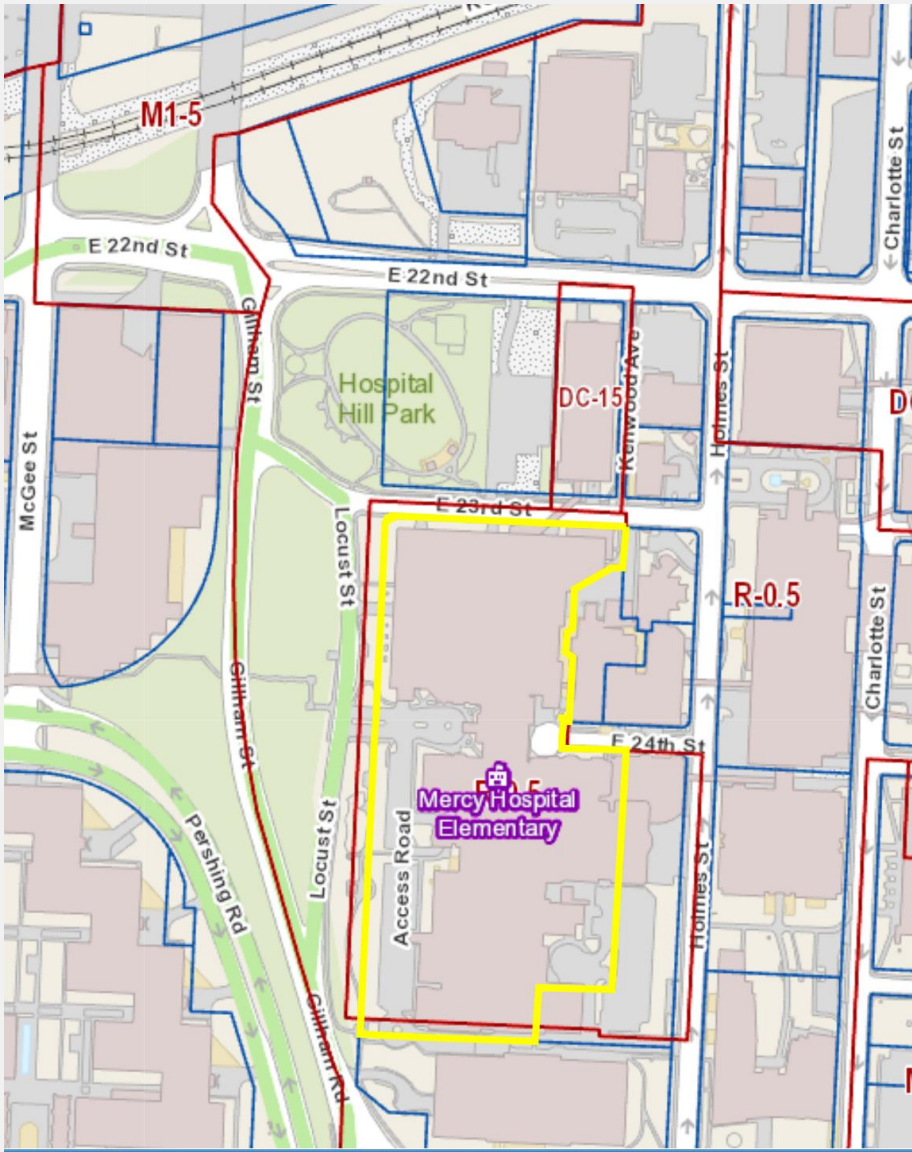 M1-5
Charlotte St
E 22nd St
E 22nd St
Gillham St
Hospital
Hill Park
DC-15
Kenwood Ave
Holmes St
McGee St
E 23rd St
Locust St
R-0.5
Charlotte St
Gillham St
E 24th St
Mercy Hospital
Elementary
Pershing Rd
Locust St
Access Road
Holmes St
Gillham Rd